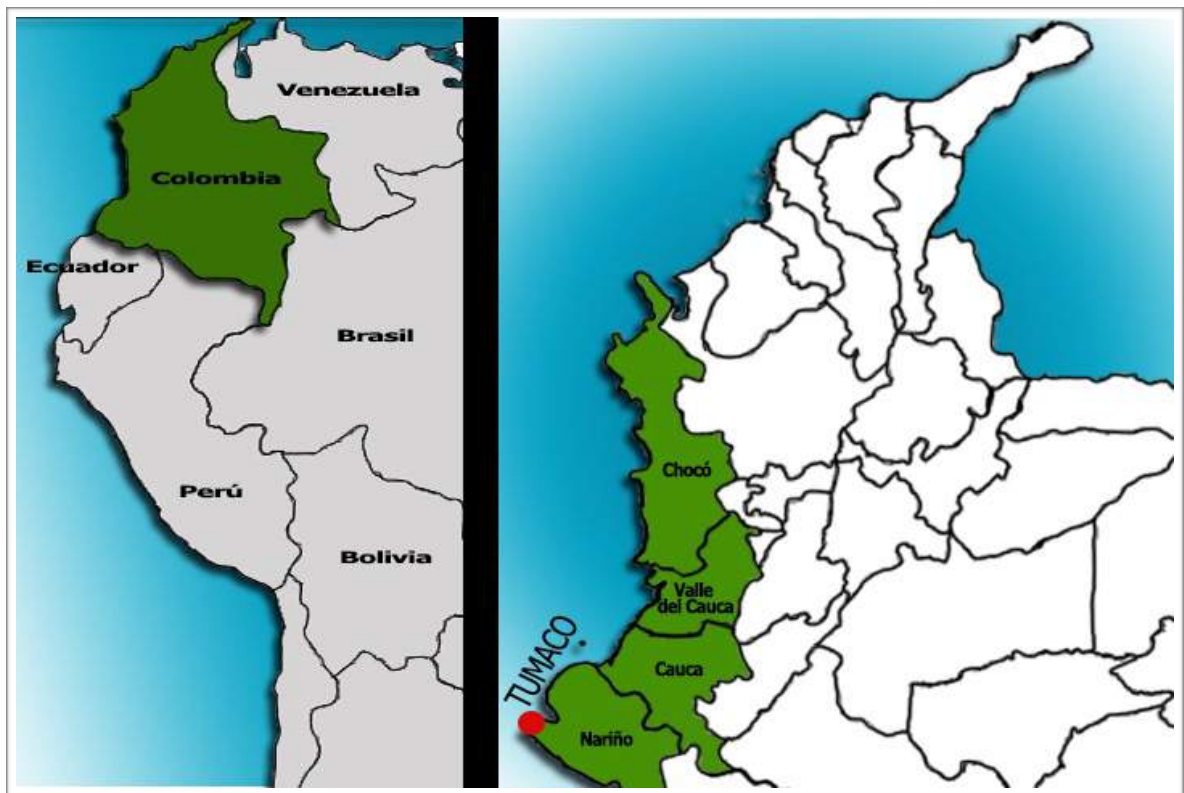 Venezuela
Colombia
Ecuador
Brasil
Perú
Bolivia
Chocó
Valle
del Cauca
TUMACO
Cauca
Nariño